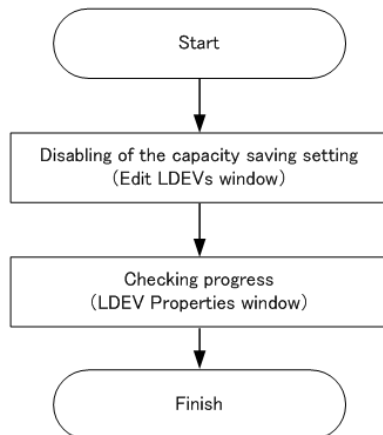 Start
Disabling of the capacity saving setting
(Edit LDEVs window)
Checking progress
(LDEV Properties window)
Finish